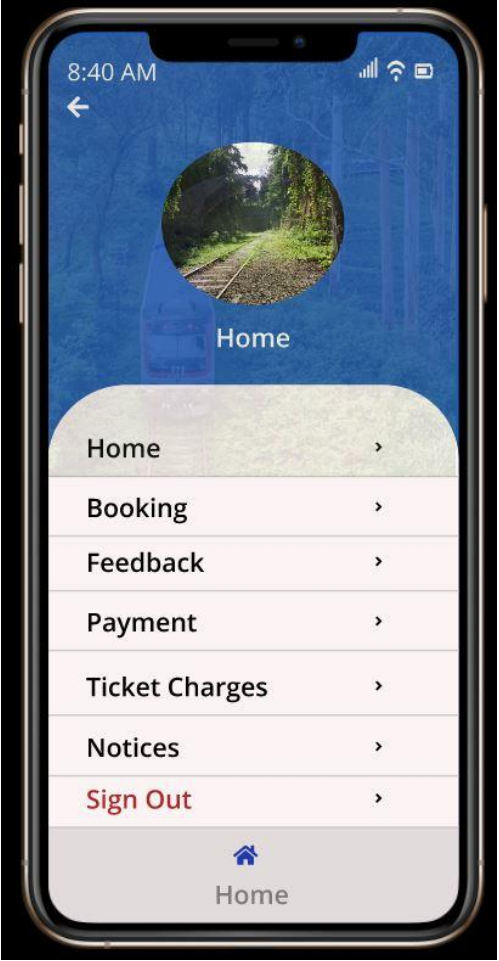 8:40 AM
Home
Home
Booking
Feedback
Payment
Ticket Charges
Notices
Sign Out
Home